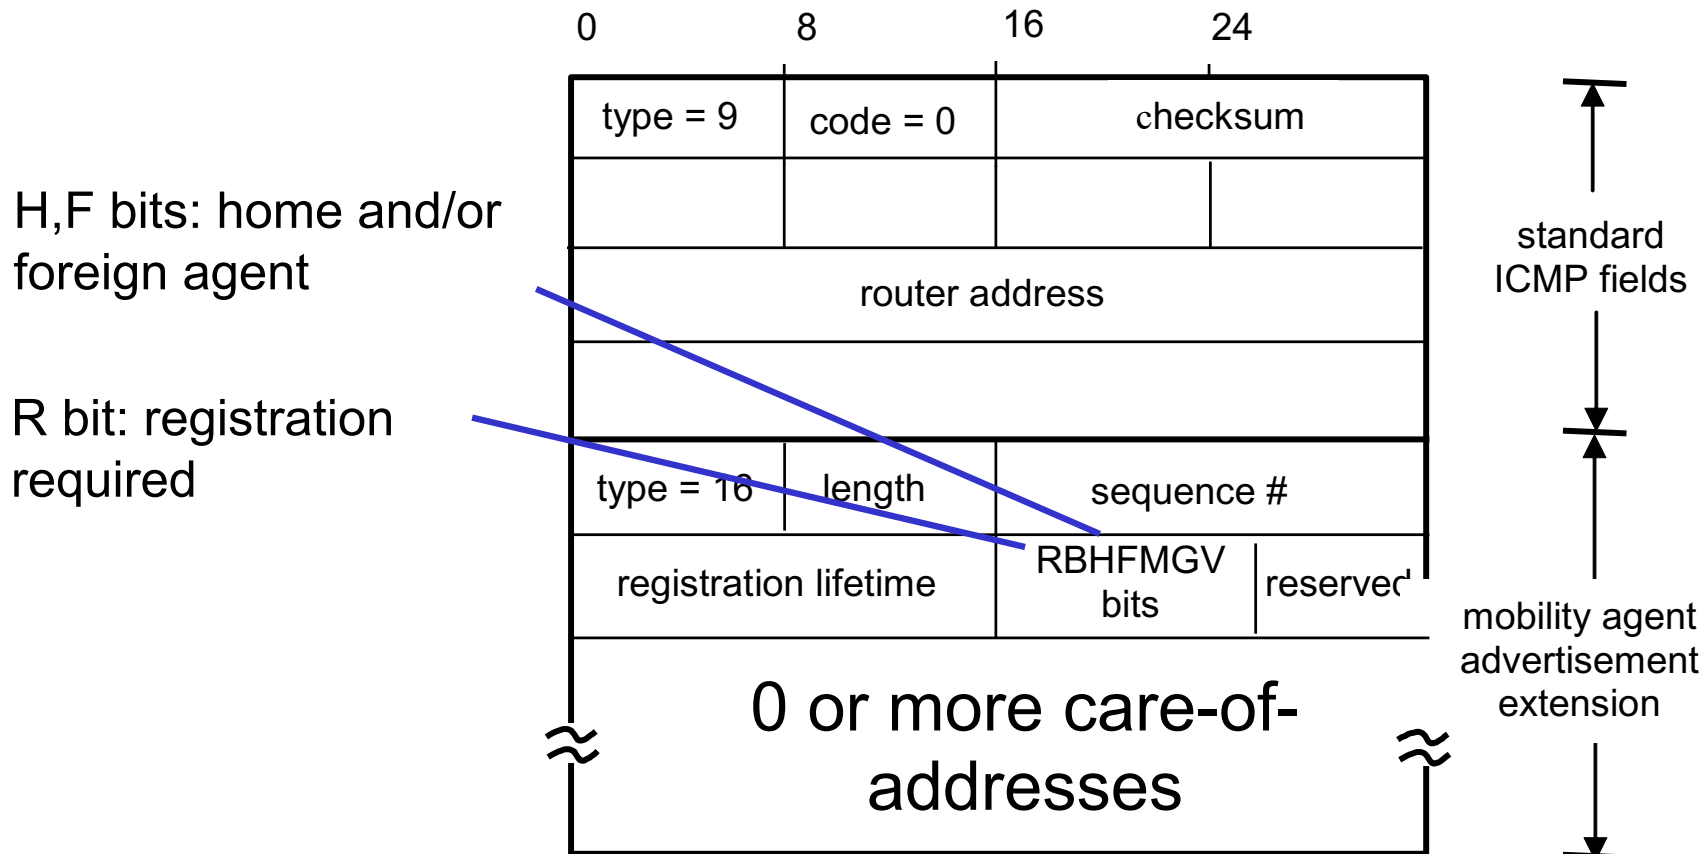 0 8 16 24
type = 9 code = 0 checksum
H,F bits: home and/or
foreign agent
router address
standard
ICMP fields
R bit: registration
required
type = 16 length sequence #
registration lifetime
RBHFMGV
bits
reserved
mobility agent
advertisement
extension
0 or more care-of-
addresses